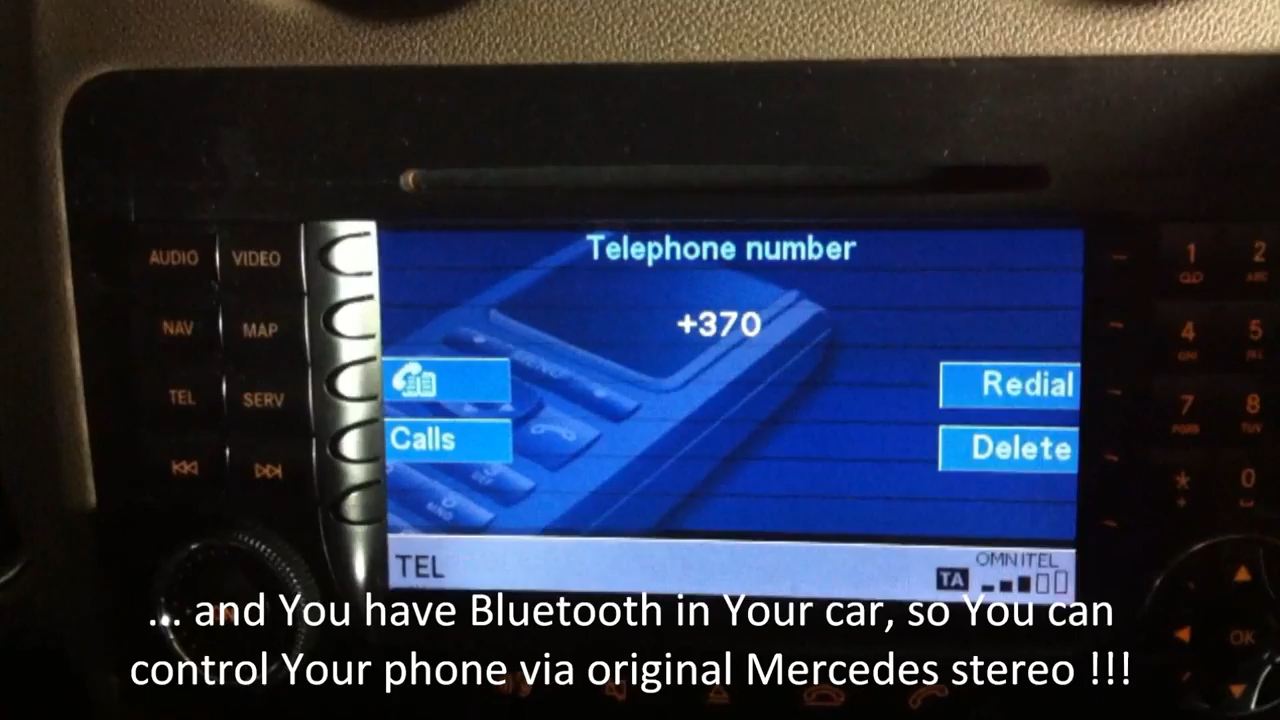 Telephone number
+370
Redial
Calls
Delete
TEL
OMNITEL
TA
AUDIO VIDEO
NAV MAP
TEL SERV
1 2
ABC
4 5
7 8
* 0
+
OK
... and You have Bluetooth in Your car, so You can
control Your phone via original Mercedes stereo !!!